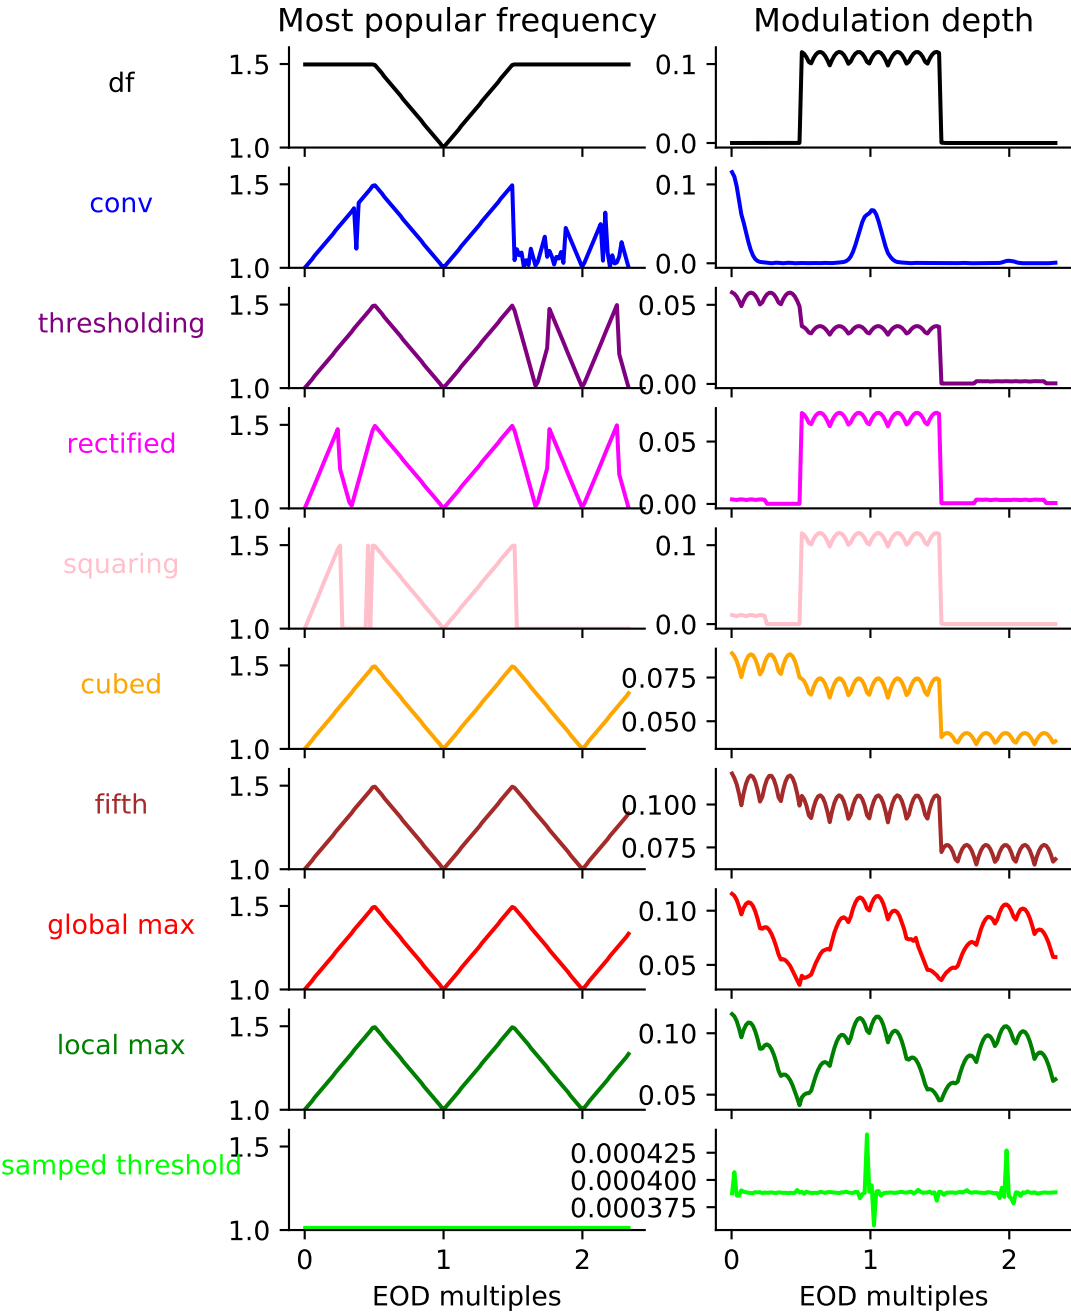 Most popular frequency Modulation depth
df 1.5 1.0 0.1 0.0
conv 1.5 1.0 0.1 0.0
thresholding 1.5 1.0 0.05 0.00
rectified 1.5 1.0 0.05 0.00
squaring 1.5 1.0 0.1 0.0
cubed 1.5 1.0 0.075 0.050
fifth 1.5 1.0 0.100 0.075
global max 1.5 1.0 0.10 0.05
local max 1.5 1.0 0.10 0.05
samped threshold 1.5 1.0 0.000425 0.000400 0.000375
0 1 2 0 1 2
EOD multiples EOD multiples